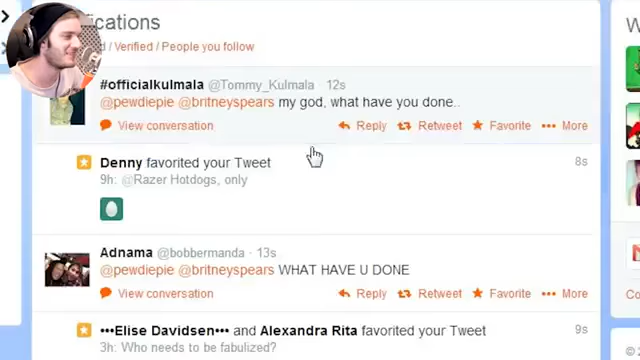 ications
d / Verified / People you follow
#officialkulmala @Tommy_Kulmala · 12s
@pewdiepie @britneyspears my god, what have you done..
View conversation Reply Retweet Favorite More
Denny favorited your Tweet 8s
9h: @Razer Hotdogs, only
Adnama @bobbermanda · 13s
@pewdiepie @britneyspears WHAT HAVE U DONE
View conversation Reply Retweet Favorite More
•••Elise Davidsen••• and Alexandra Rita favorited your Tweet 9s
3h: Who needs to be fabulized?
W
Co
©